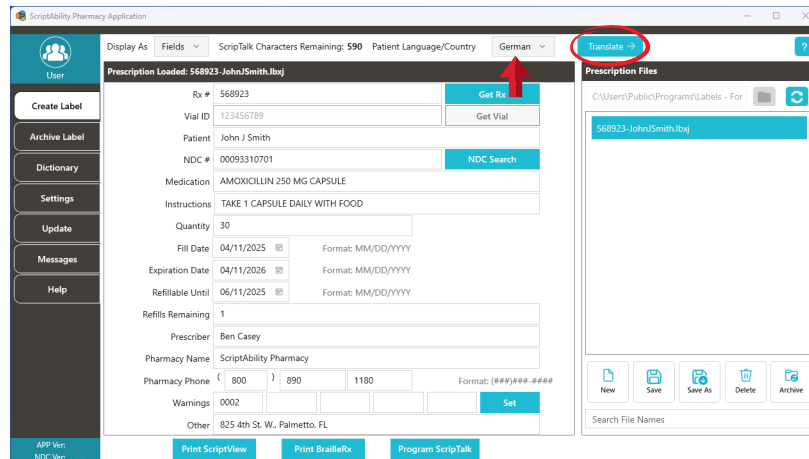 ScriptAbility Pharmacy Application
User
Create Label
Archive Label
Dictionary
Settings
Update
Messages
Help
APP Ver:
NDC Ver:
Display As Fields ScripTalk Characters Remaining: 590 Patient Language/Country German Translate → ?
Prescription Loaded: 568923-JohnJSmith.lbxj
Rx # 568923 Get Rx
Vial ID 123456789 Get Vial
Patient John J Smith
NDC # 00093310701 NDC Search
Medication AMOXICILLIN 250 MG CAPSULE
Instructions TAKE 1 CAPSULE DAILY WITH FOOD
Quantity 30
Fill Date 04/11/2025 Format: MM/DD/YYYY
Expiration Date 04/11/2026 Format: MM/DD/YYYY
Refillable Until 06/11/2025 Format: MM/DD/YYYY
Refills Remaining 1
Prescriber Ben Casey
Pharmacy Name ScriptAbility Pharmacy
Pharmacy Phone ( 800 ) 890 1180 Format: (###)###-####
Warnings 0002 Set
Other 825 4th St. W., Palmetto, FL
Print ScriptView Print BrailleRx Program ScripTalk
Prescription Files
C:\Users\Public\Programs\Labels - For
568923-JohnJSmith.lbxj
New Save Save As Delete Archive
Search File Names